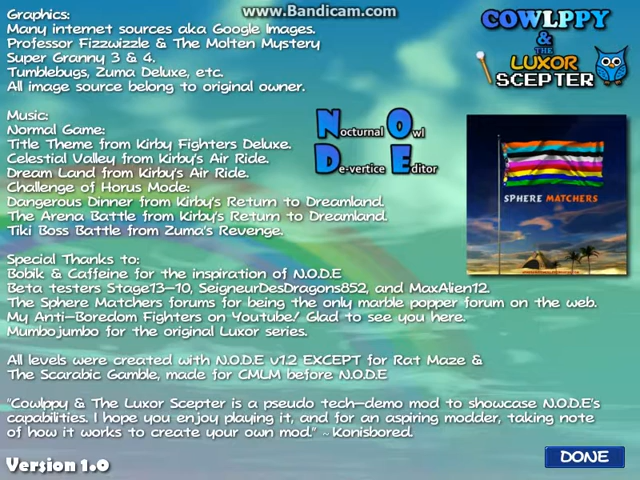 www.Bandicam.com
Graphics:
Many internet sources aka Google Images.
Professor Fizzwizzle & The Molten Mystery
Super Granny 3 & 4.
Tumblebugs, Zuma Deluxe, etc.
All image source belong to original owner.
COWLPPY
&
THE
LUXOR
SCEPTER
Music:
Normal Game:
Title Theme from Kirby Fighters Deluxe.
Celestial Valley from Kirby's Air Ride.
Dream Land from Kirby's Air Ride.
Challenge of Horus Mode:
Dangerous Dinner from Kirby's Return to Dreamland.
The Arena Battle from Kirby's Return to Dreamland.
Tiki Boss Battle from Zuma's Revenge.
Nocturnal Owl
De-vertice Editor
SPHERE MATCHERS
Special Thanks to:
Bobik & Caffeine for the inspiration of N.O.D.E
Beta testers Stage13-10, SeigneurDesDragons852, and MaxAlien12.
The Sphere Matchers forums for being the only marble popper forum on the web.
My Anti-Boredom Fighters on Youtube! Glad to see you here.
Mumbojumbo for the original Luxor series.
All levels were created with N.O.D.E v1.2 EXCEPT for Rat Maze &
The Scarabic Gamble, made for CMLM before N.O.D.E
"Cowlppy & The Luxor Scepter is a pseudo tech-demo mod to showcase N.O.D.E's
capabilities. I hope you enjoy playing it, and for an aspiring modder, taking note
of how it works to create your own mod." ~ Konisbored.
Version 1.0
DONE